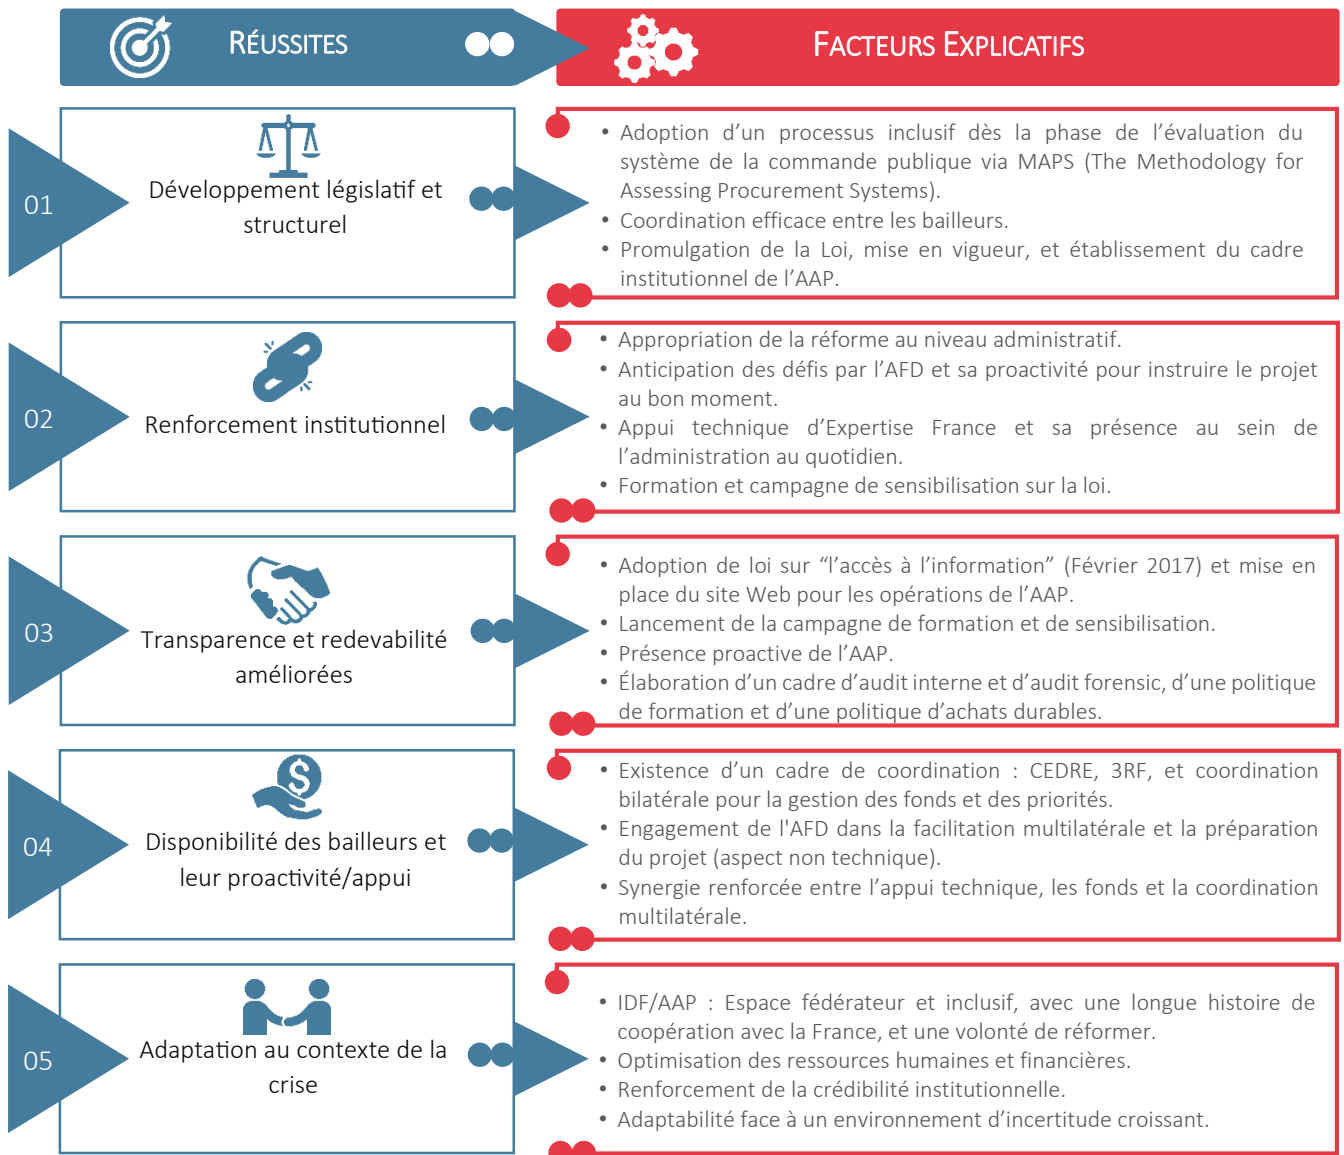 RÉUSSITES
FACTEURS EXPLICATIFS
01
Développement législatif et
structurel
• Adoption d’un processus inclusif dès la phase de l’évaluation du
système de la commande publique via MAPS (The Methodology for
Assessing Procurement Systems).
• Coordination efficace entre les bailleurs.
• Promulgation de la Loi, mise en vigueur, et établissement du cadre
institutionnel de l’AAP.
02
Renforcement institutionnel
• Appropriation de la réforme au niveau administratif.
• Anticipation des défis par l’AFD et sa proactivité pour instruire le projet
au bon moment.
• Appui technique d’Expertise France et sa présence au sein de
l’administration au quotidien.
• Formation et campagne de sensibilisation sur la loi.
03
Transparence et redevabilité
améliorées
• Adoption de loi sur “l’accès à l’information” (Février 2017) et mise en
place du site Web pour les opérations de l’AAP.
• Lancement de la campagne de formation et de sensibilisation.
• Présence proactive de l’AAP.
• Élaboration d’un cadre d’audit interne et d’audit forensic, d’une politique
de formation et d’une politique d’achats durables.
04
Disponibilité des bailleurs et
leur proactivité/appui
• Existence d’un cadre de coordination : CEDRE, 3RF, et coordination
bilatérale pour la gestion des fonds et des priorités.
• Engagement de l'AFD dans la facilitation multilatérale et la préparation
du projet (aspect non technique).
• Synergie renforcée entre l’appui technique, les fonds et la coordination
multilatérale.
05
Adaptation au contexte de la
crise
• IDF/AAP : Espace fédérateur et inclusif, avec une longue histoire de
coopération avec la France, et une volonté de réformer.
• Optimisation des ressources humaines et financières.
• Renforcement de la crédibilité institutionnelle.
• Adaptabilité face à un environnement d’incertitude croissant.